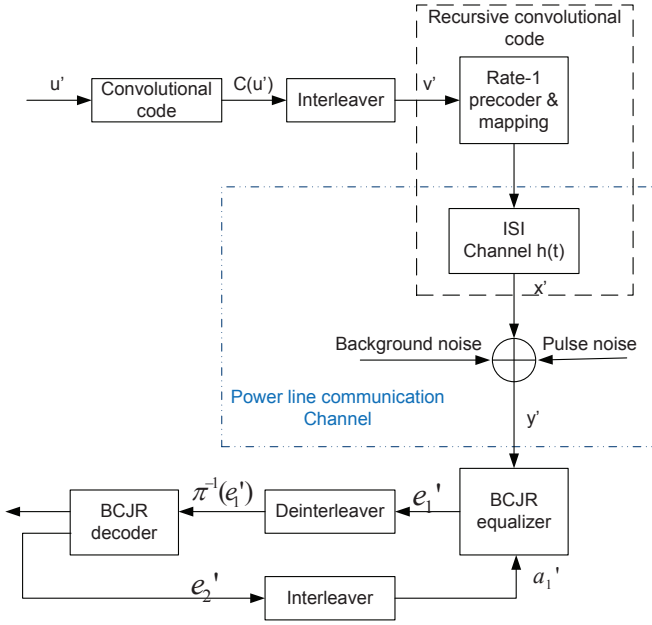 Recursive convolutional
code
u'
Convolutional
code
C(u')
Interleaver
v'
Rate-1
precoder &
mapping
ISI
Channel h(t)
x'
Background noise
Pulse noise
Power line communication
Channel
y'
BCJR
decoder
π⁻¹(e₁')
Deinterleaver
e₁'
BCJR
equalizer
e₂'
Interleaver
a₁'